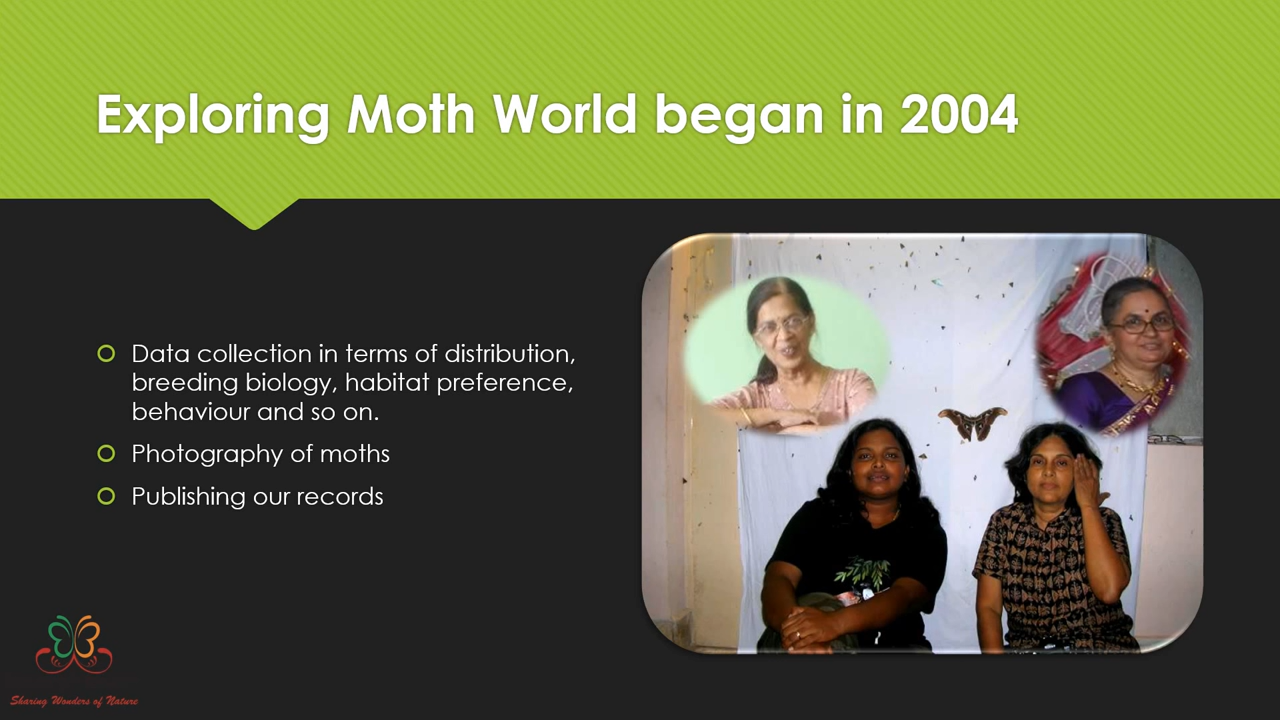 Exploring Moth World began in 2004
Data collection in terms of distribution,
breeding biology, habitat preference,
behaviour and so on.
Photography of moths
Publishing our records
Sharing Wonders of Nature